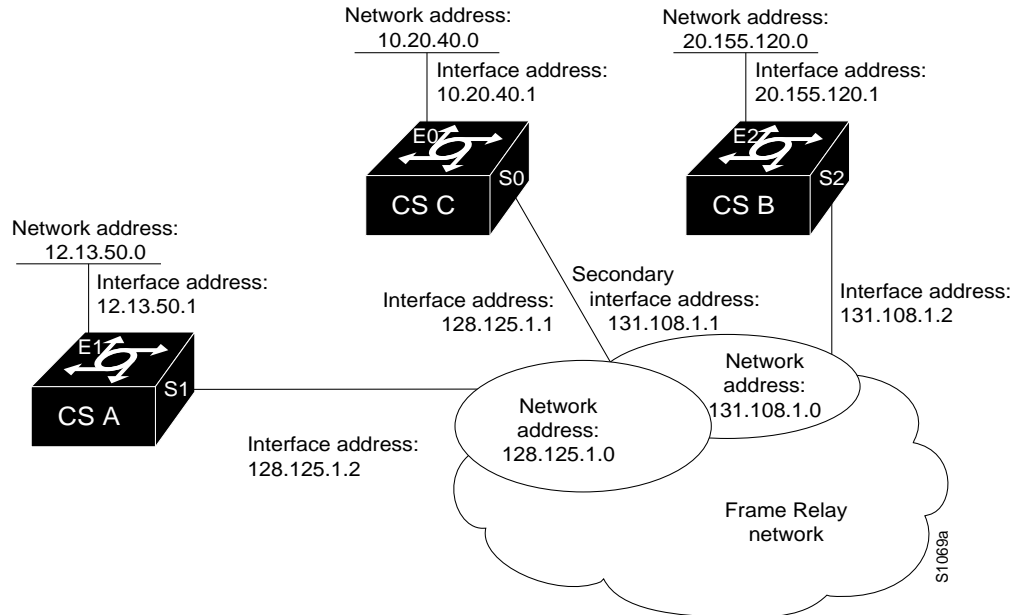 Network address:
10.20.40.0
Interface address:
10.20.40.1
E0
S0
CS C
Network address:
20.155.120.0
Interface address:
20.155.120.1
E2
S2
CS B
Network address:
12.13.50.0
Interface address:
12.13.50.1
E1
S1
CS A
Interface address:
128.125.1.1
Secondary
interface address:
131.108.1.1
Interface address:
131.108.1.2
Interface address:
128.125.1.2
Network
address:
128.125.1.0
Network
address:
131.108.1.0
Frame Relay
network
S1069a